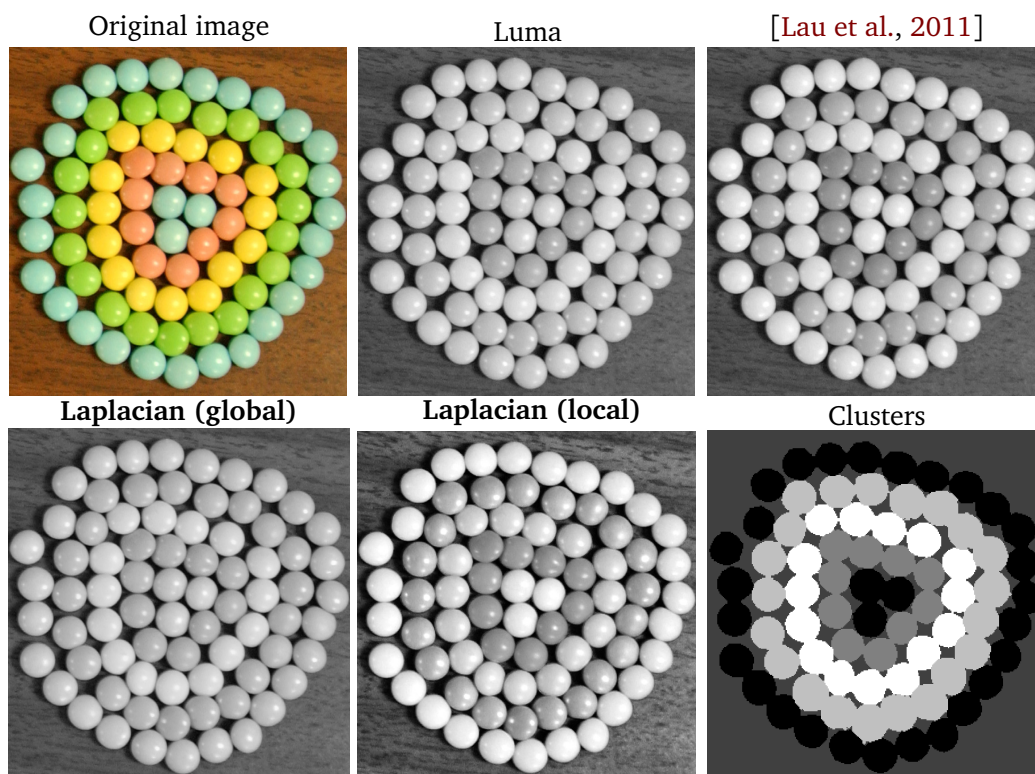 Original image
Luma
[Lau et al., 2011]
Laplacian (global)
Laplacian (local)
Clusters